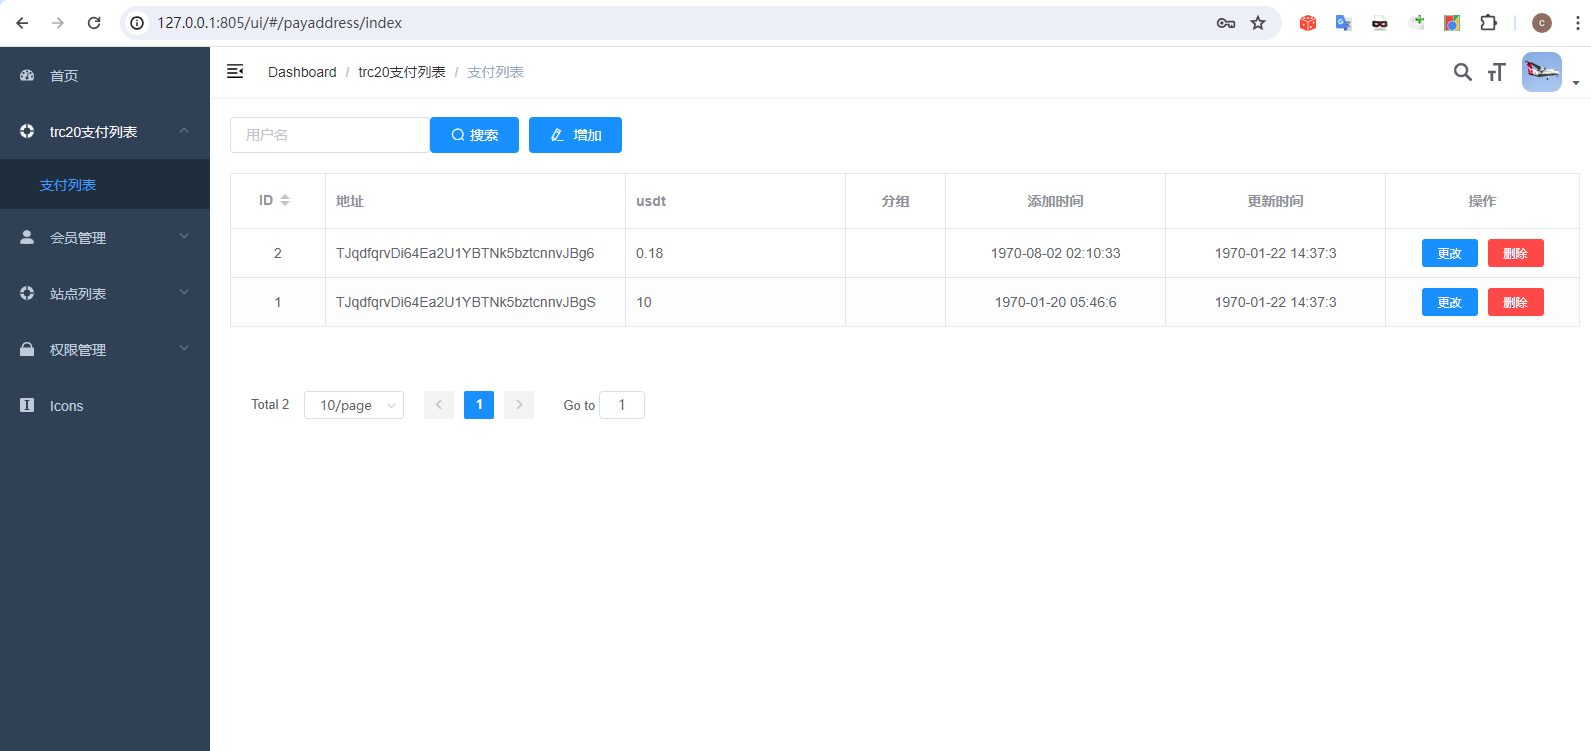 127.0.0.1:805/ui/#/payaddress/index
C
首页
Dashboard / trc20支付列表 / 支付列表
trc20支付列表
支付列表
会员管理
站点列表
权限管理
Icons
用户名 搜索 增加
ID 地址 usdt 分组 添加时间 更新时间 操作
2 TJqdfqrvDi64Ea2U1YBTNk5bztcnnvJBg6 0.18 1970-08-02 02:10:33 1970-01-22 14:37:3 更改 删除
1 TJqdfqrvDi64Ea2U1YBTNk5bztcnnvJBgS 10 1970-01-20 05:46:6 1970-01-22 14:37:3 更改 删除
Total 2 10/page 1 Go to 1